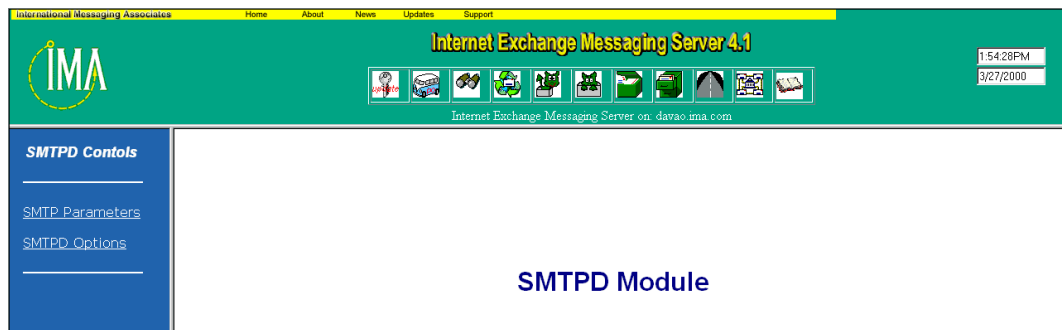 International Messaging Associates Home About News Updates Support
IMA
Internet Exchange Messaging Server 4.1
1:54:28PM
3/27/2000
update
Internet Exchange Messaging Server on: davao.ima.com
SMTPD Contols
SMTP Parameters
SMTPD Options
SMTPD Module